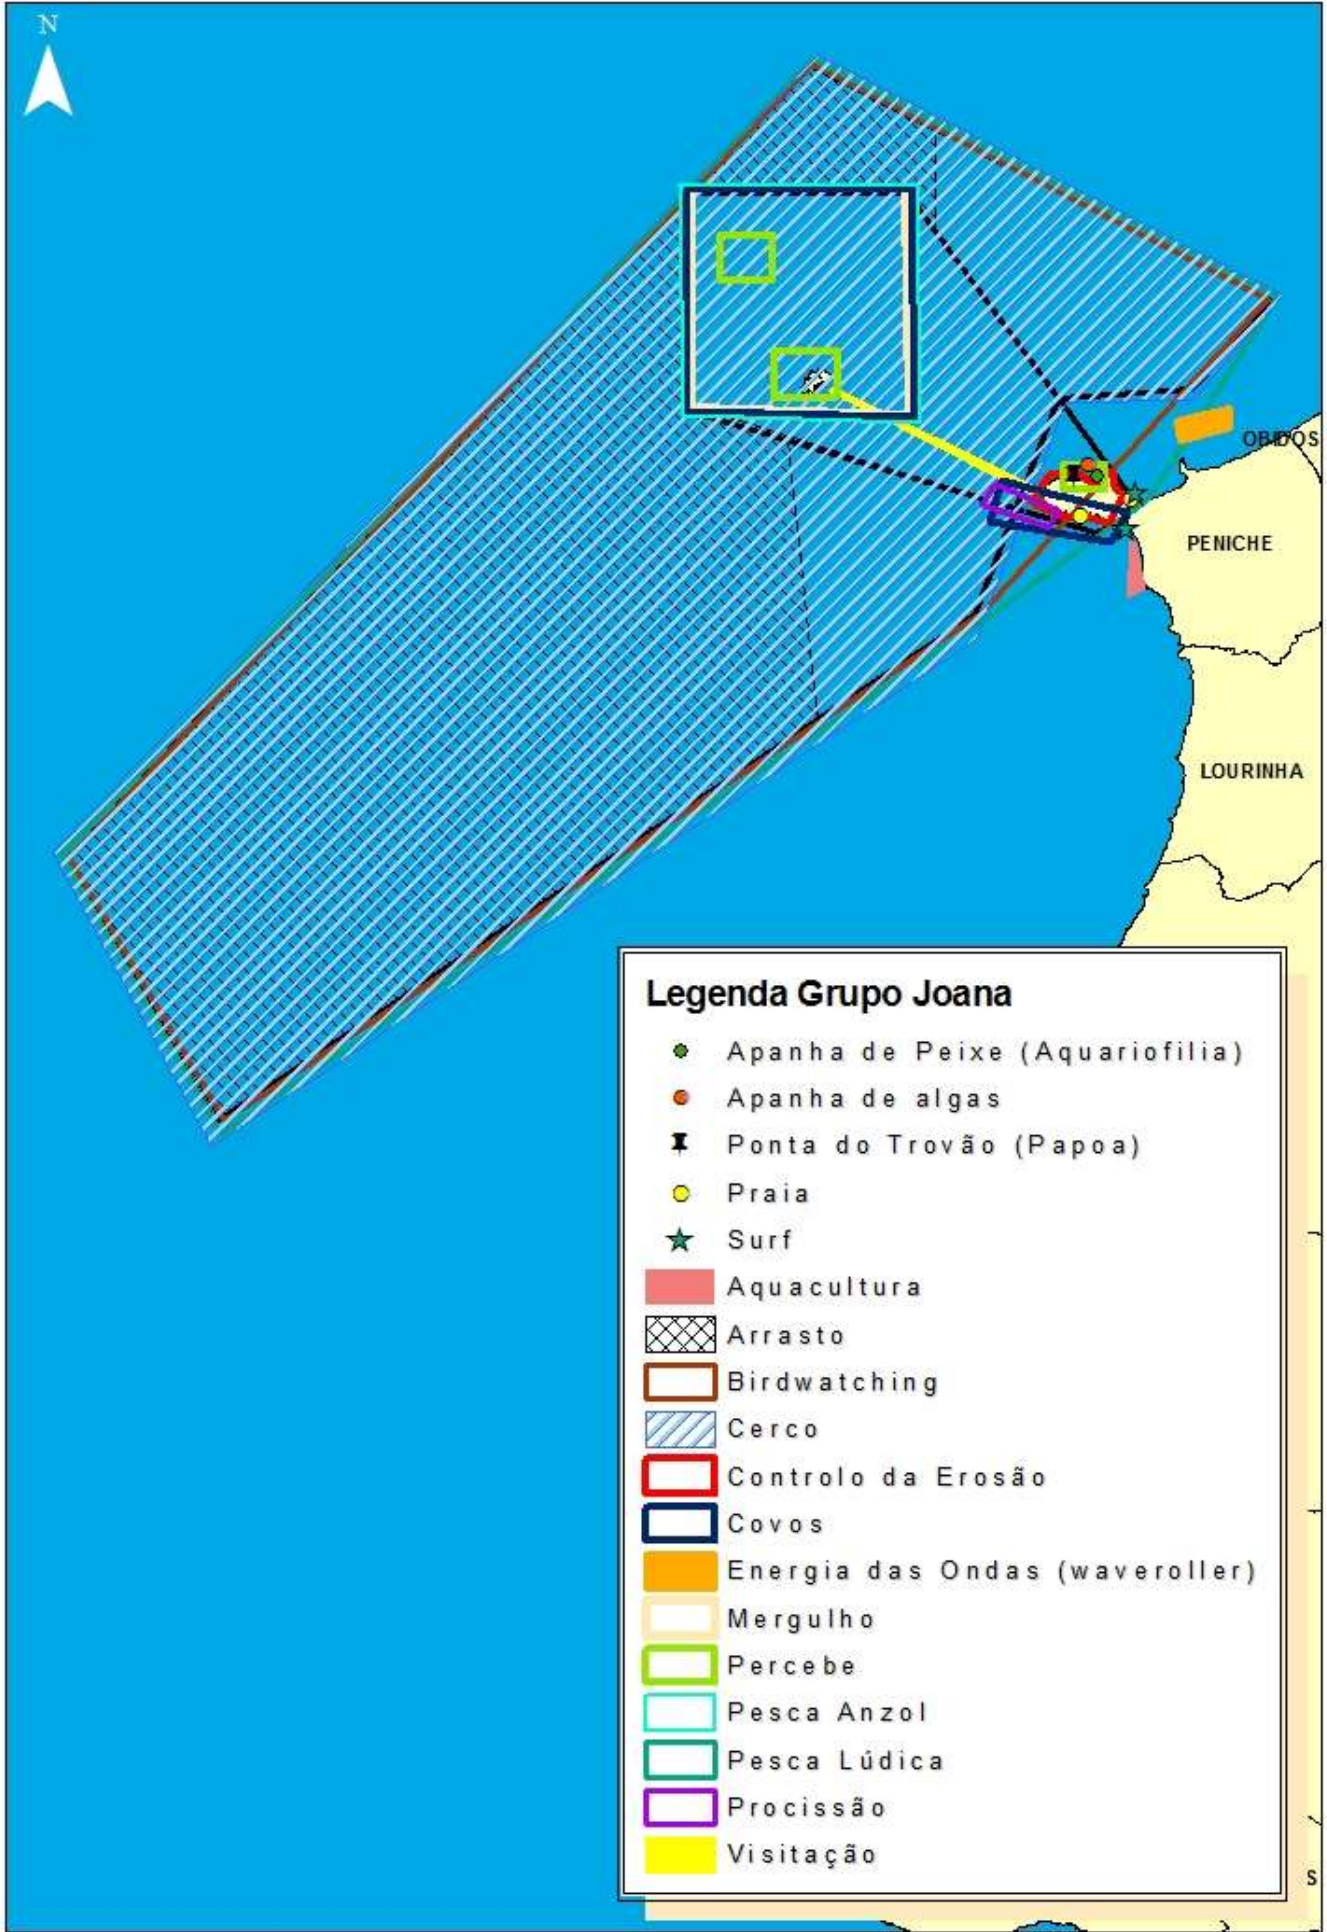 N
OBIDOS
PENICHE
LOURINHA
Legenda Grupo Joana
Apanha de Peixe (Aquariofilia)
Apanha de algas
Ponta do Trovão (Papoa)
Praia
Surf
Aquacultura
Arrasto
Birdwatching
Cerco
Controlo da Erosão
Covos
Energia das Ondas (waveroller)
Mergulho
Percebe
Pesca Anzol
Pesca Lúdica
Procissão
Visitação
S